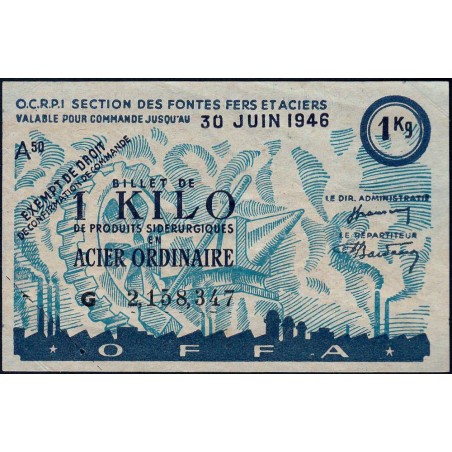 O.C.R.P.I SECTION DES FONTES FERS ET ACIERS
VALABLE POUR COMMANDE JUSQU'AU 30 JUIN 1946
1 Kg
A 50
EXEMPT DE DROIT
DE CONFIRMATION DE COMMANDE
BILLET DE
1 KILO
DE PRODUITS SIDERURGIQUES
EN
ACIER ORDINAIRE
LE DIR. ADMINISTRATIF
LE REPARTITEUR
G 2,158,347
OFFA